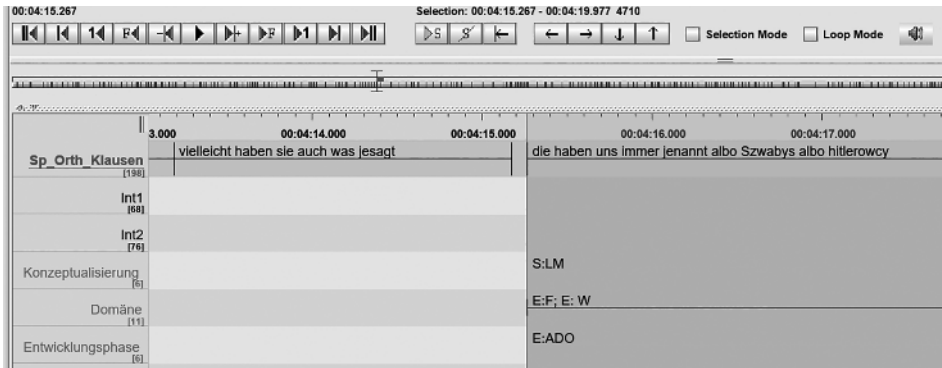 00:04:15.267 Selection: 00:04:15.267 - 00:04:19.977 4710
1 F F 1 S S Selection Mode Loop Mode
3.000 00:04:14.000 00:04:15.000 00:04:16.000 00:04:17.000
Sp_Orth_Klausen vielleicht haben sie auch was jesagt die haben uns immer jenannt albo Szwabys albo hitlerowcy
[198]
Int1
[68]
Int2
[76]
Konzeptualisierung S:LM
[6]
Domäne E:F; E: W
[11]
Entwicklungsphase E:ADO
[6]